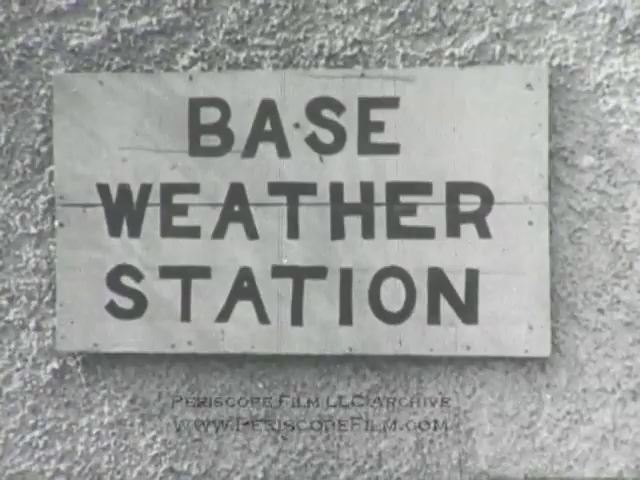 BASE
WEATHER
STATION
PERISCOPE FILM LLC ARCHIVE
WWW.PERISCOPEFILM.COM